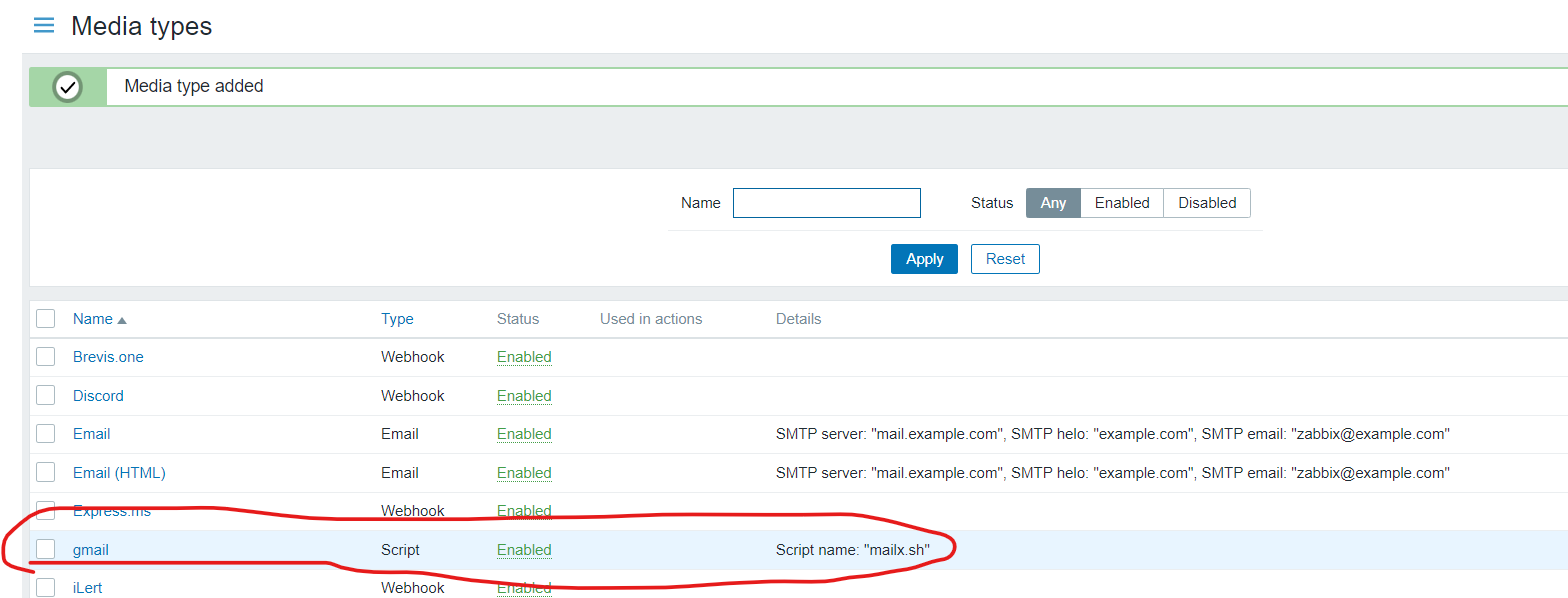 Media types
Media type added
Name Status Any Enabled Disabled
Apply Reset
Name Type Status Used in actions Details
Brevis.one Webhook Enabled
Discord Webhook Enabled
Email Email Enabled SMTP server: "mail.example.com", SMTP helo: "example.com", SMTP email: "zabbix@example.com"
Email (HTML) Email Enabled SMTP server: "mail.example.com", SMTP helo: "example.com", SMTP email: "zabbix@example.com"
Express.ms Webhook Enabled
gmail Script Enabled Script name: "mailx.sh"
iLert Webhook Enabled